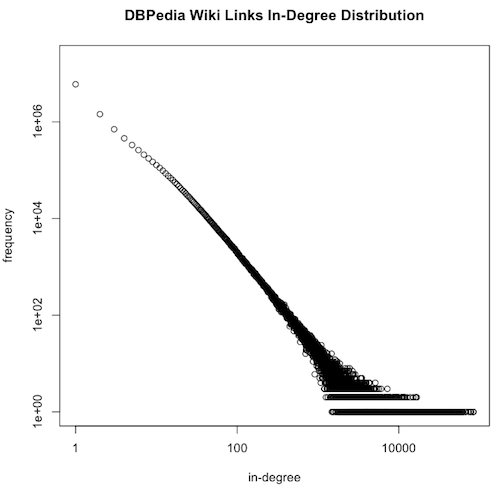 DBPedia Wiki Links In-Degree Distribution
frequency
1e+06
1e+04
1e+02
1e+00
1
100
10000
in-degree